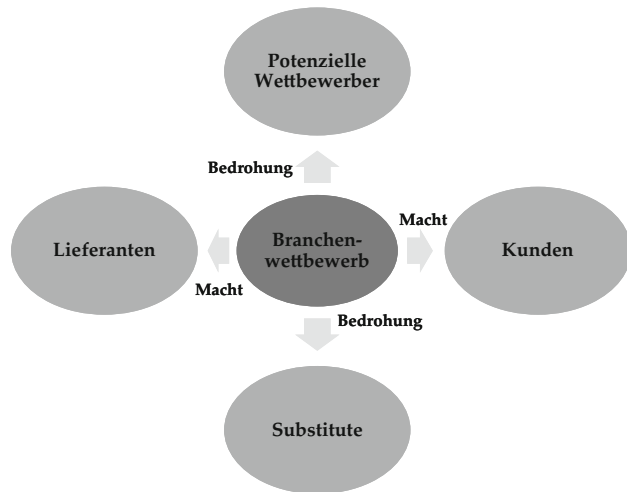 Potenzielle
Wettbewerber
Bedrohung
Macht
Lieferanten
Branchen-
wettbewerb
Kunden
Macht
Bedrohung
Substitute